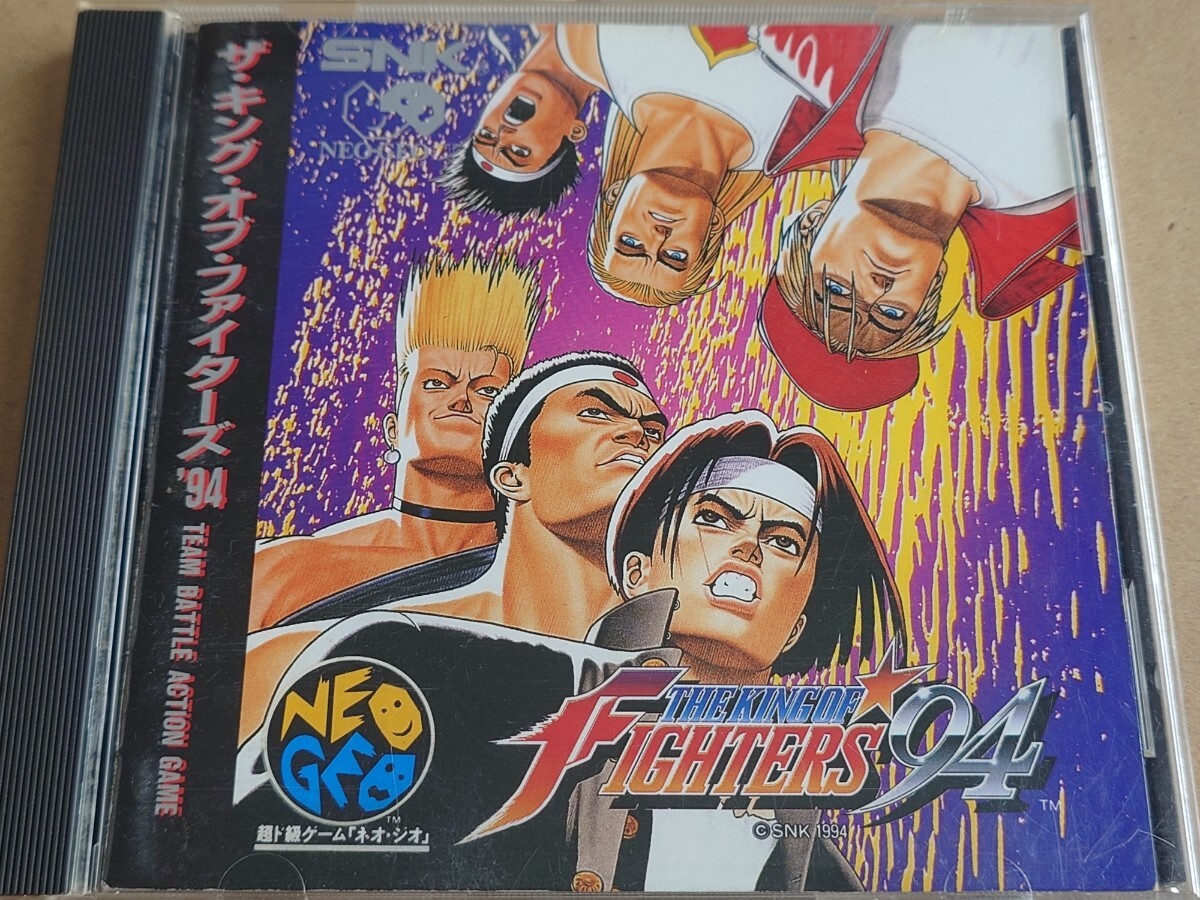 SNK
NEO・GEO
ザ・キング・オブ・ファイターズ'94 TEAM BATTLE ACTION GAME
NEO
GEO
TM
超ド級ゲーム「ネオ・ジオ」
THE KING OF
FIGHTERS '94
TM
©SNK 1994